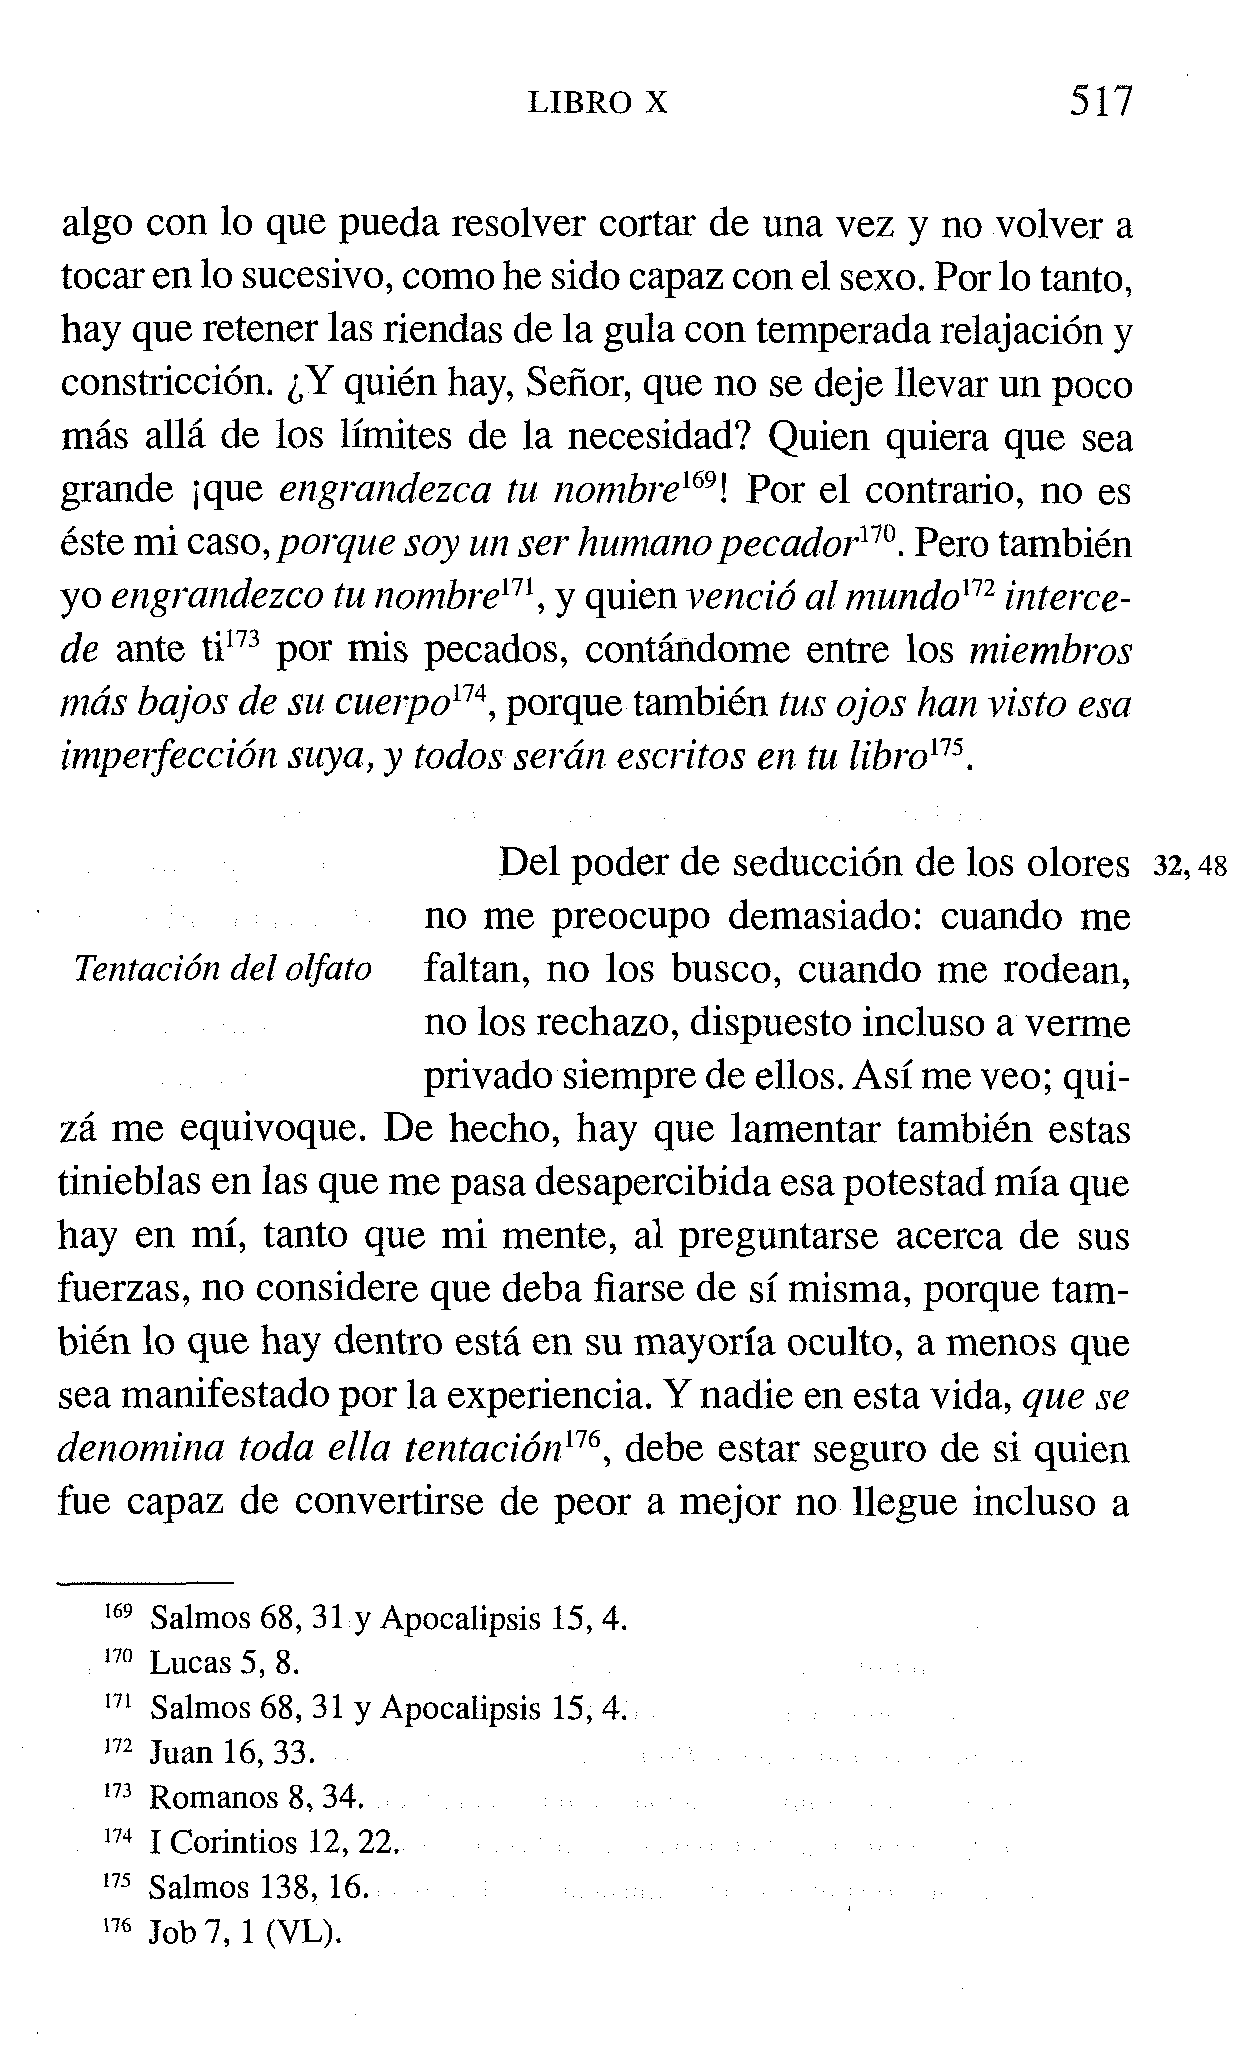 LIBRO X 517
algo con lo que pueda resolver cortar de una vez y no volver a
tocar en lo sucesivo, como he sido capaz con el sexo. Por lo tanto,
hay que retener las riendas de la gula con temperada relajación y
constricción. ¿Y quién hay, Señor, que no se deje llevar un poco
más allá de los límites de la necesidad? Quien quiera que sea
grande ¡que engrandezca tu nombre¹⁶⁹! Por el contrario, no es
éste mi caso, porque soy un ser humano pecador¹⁷⁰. Pero también
yo engrandezco tu nombre¹⁷¹, y quien venció al mundo¹⁷² interce-
de ante ti¹⁷³ por mis pecados, contándome entre los miembros
más bajos de su cuerpo¹⁷⁴, porque también tus ojos han visto esa
imperfección suya, y todos serán escritos en tu libro¹⁷⁵.
Del poder de seducción de los olores 32, 48
no me preocupo demasiado: cuando me
Tentación del olfato faltan, no los busco, cuando me rodean,
no los rechazo, dispuesto incluso a verme
privado siempre de ellos. Así me veo; qui-
zá me equivoque. De hecho, hay que lamentar también estas
tinieblas en las que me pasa desapercibida esa potestad mía que
hay en mí, tanto que mi mente, al preguntarse acerca de sus
fuerzas, no considere que deba fiarse de sí misma, porque tam-
bién lo que hay dentro está en su mayoría oculto, a menos que
sea manifestado por la experiencia. Y nadie en esta vida, que se
denomina toda ella tentación¹⁷⁶, debe estar seguro de si quien
fue capaz de convertirse de peor a mejor no llegue incluso a
¹⁶⁹ Salmos 68, 31 y Apocalipsis 15, 4.
¹⁷⁰ Lucas 5, 8.
¹⁷¹ Salmos 68, 31 y Apocalipsis 15, 4.
¹⁷² Juan 16, 33.
¹⁷³ Romanos 8, 34.
¹⁷⁴ I Corintios 12, 22.
¹⁷⁵ Salmos 138, 16.
¹⁷⁶ Job 7, 1 (VL).